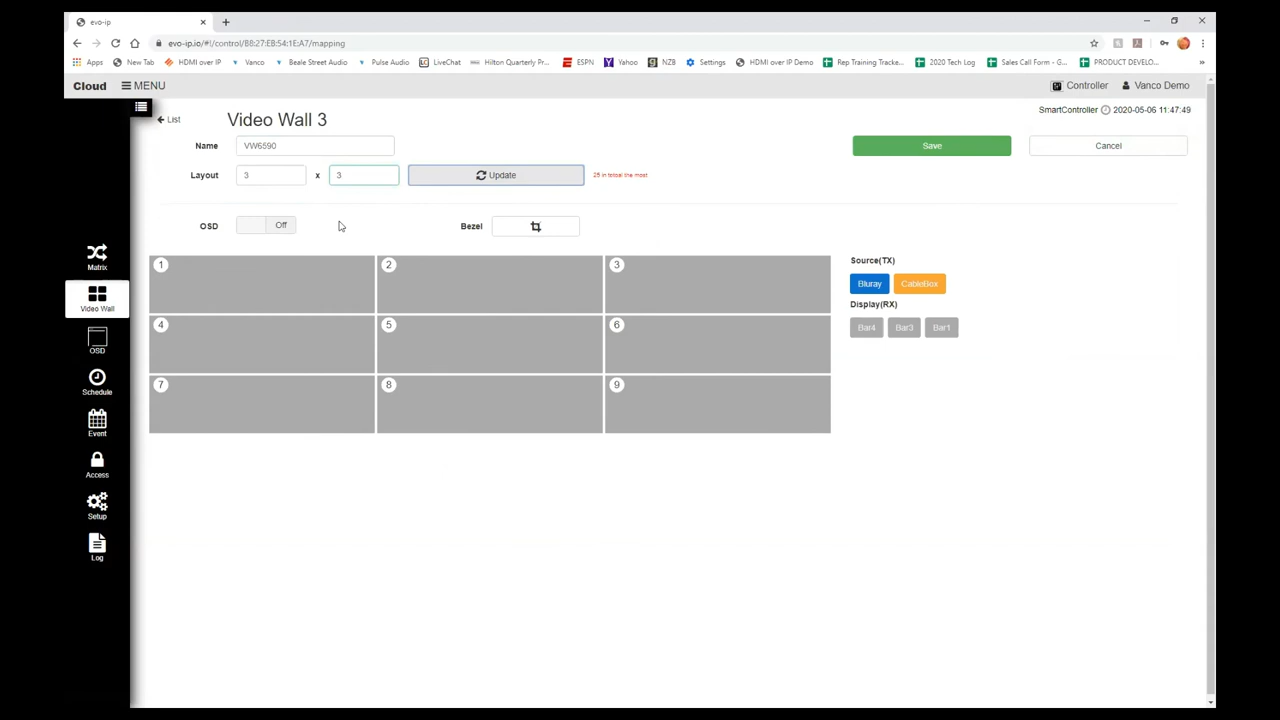 evo-ip
evo-ip.io/#!/control/B8:27:EB:54:1E:A7/mapping
Apps New Tab HDMI over IP Vanco Beale Street Audio Pulse Audio LiveChat Hilton Quarterly Pr... ESPN Yahoo NZB Settings HDMI over IP Demo Rep Training Tracke... 2020 Tech Log Sales Call Form - G... PRODUCT DEVELO...
Cloud MENU Controller Vanco Demo
SmartController 2020-05-06 11:47:49
List Video Wall 3
Name VW6590 Save Cancel
Layout 3 x 3 Update 25 in tstoal the most
OSD Off Bezel
1 2 3
4 5 6
7 8 9
Source(TX)
Bluray CableBox
Display(RX)
Bar4 Bar3 Bar1
Matrix
Video Wall
OSD
Schedule
Event
Access
Setup
Log